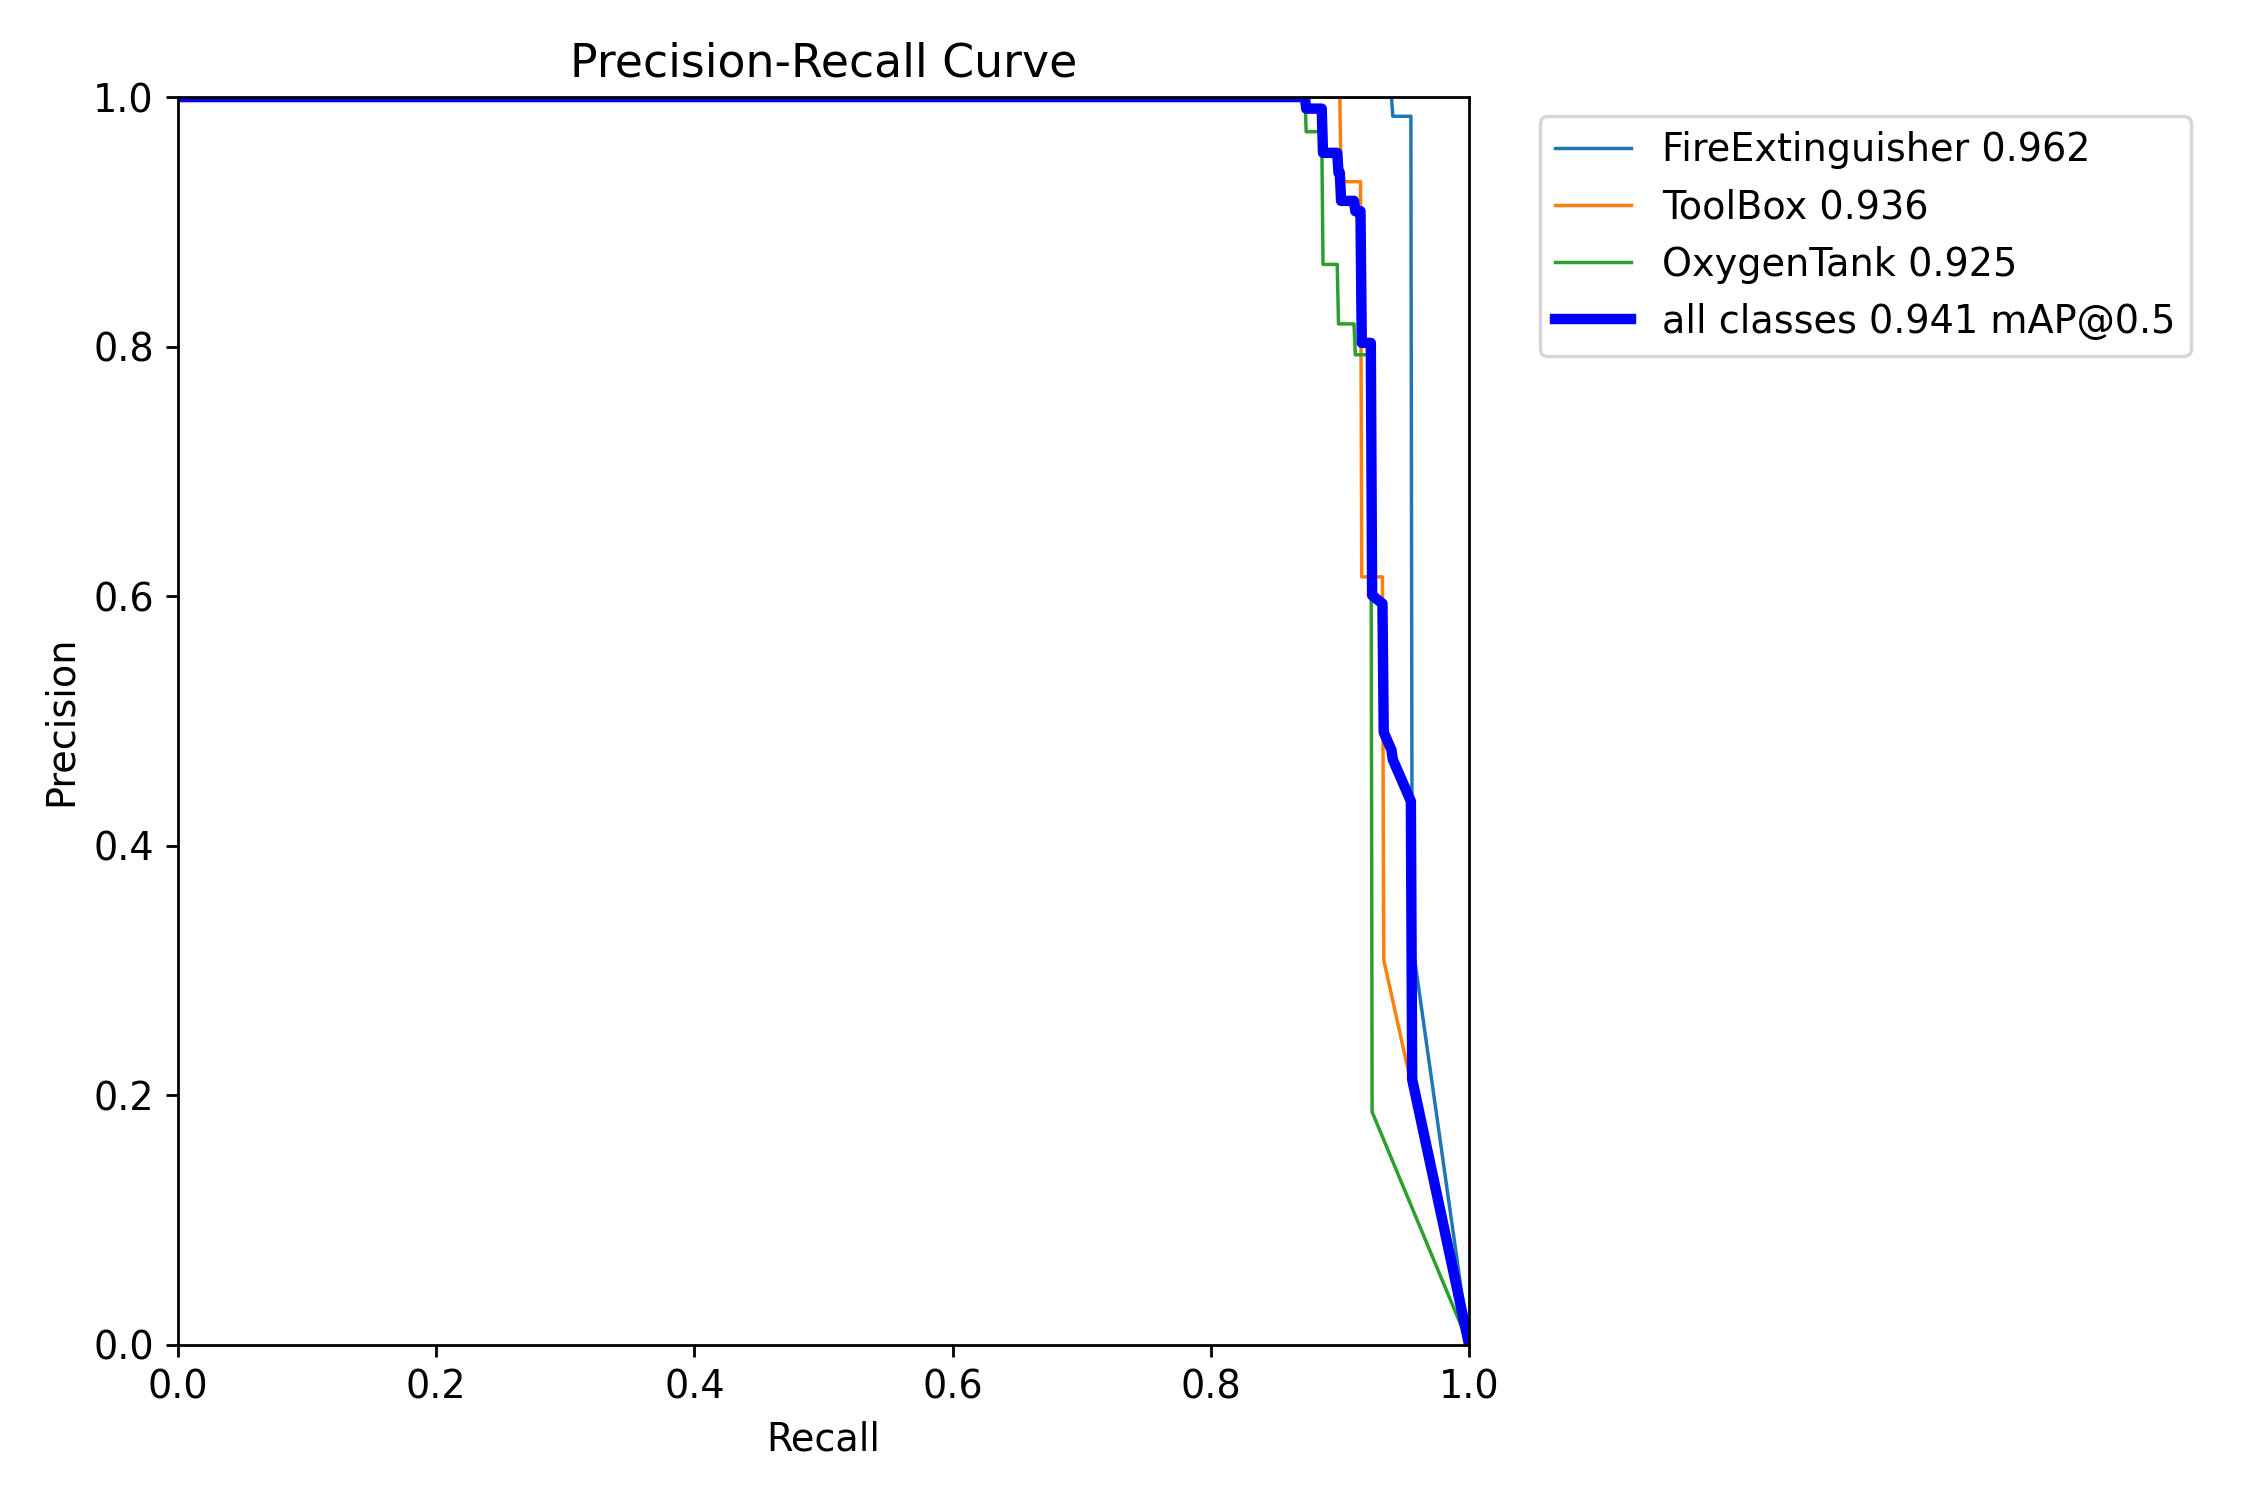 Precision-Recall Curve
1.0
0.8
0.6
0.4
0.2
0.0
Precision
0.0 0.2 0.4 0.6 0.8 1.0
Recall
FireExtinguisher 0.962
ToolBox 0.936
OxygenTank 0.925
all classes 0.941 mAP@0.5